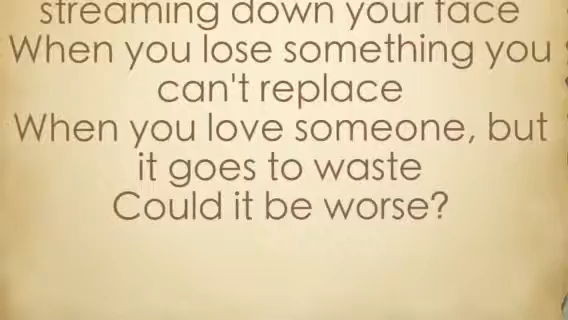 streaming down your face
When you lose something you
can't replace
When you love someone, but
it goes to waste
Could it be worse?